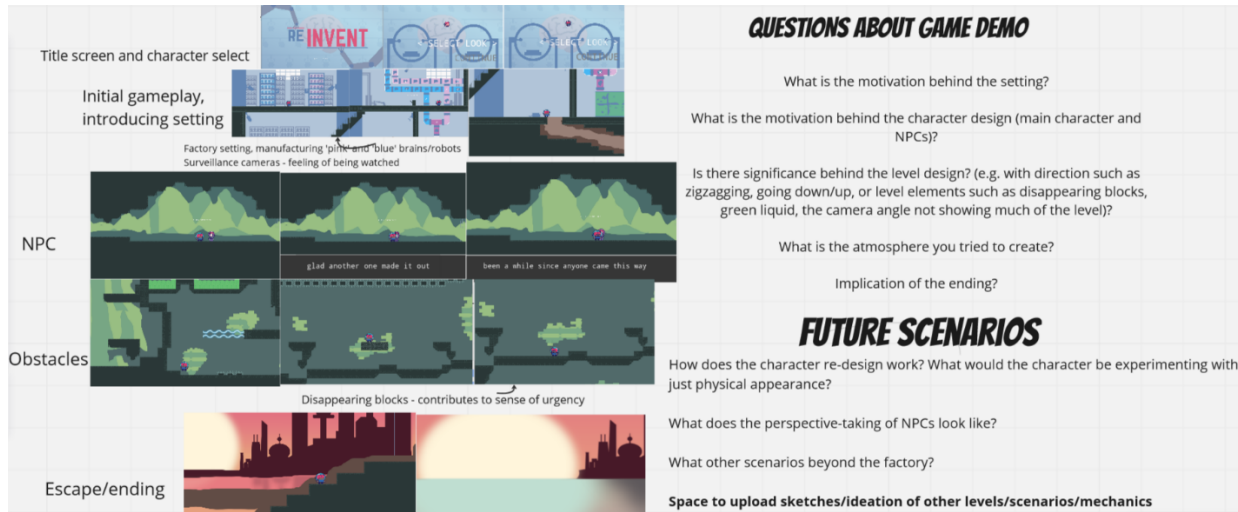 REINVENT
< SELECT LOOK >
CONTINUE
< SELECT LOOK >
CONTINUE
Title screen and character select
Initial gameplay,
introducing setting
Factory setting, manufacturing 'pink' and 'blue' brains/robots
Surveillance cameras - feeling of being watched
NPC
glad another one made it out
been a while since anyone came this way
Obstacles
Disappearing blocks - contributes to sense of urgency
Escape/ending
QUESTIONS ABOUT GAME DEMO
What is the motivation behind the setting?
What is the motivation behind the character design (main character and
NPCs)?
Is there significance behind the level design? (e.g. with direction such as
zigzagging, going down/up, or level elements such as disappearing blocks,
green liquid, the camera angle not showing much of the level)?
What is the atmosphere you tried to create?
Implication of the ending?
FUTURE SCENARIOS
How does the character re-design work? What would the character be experimenting with
just physical appearance?
What does the perspective-taking of NPCs look like?
What other scenarios beyond the factory?
Space to upload sketches/ideation of other levels/scenarios/mechanics